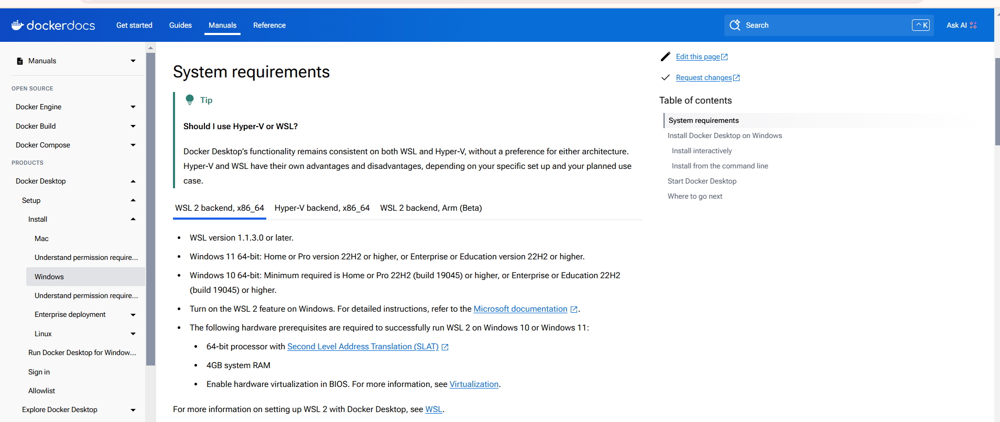 dockerdocs
Get started
Guides
Manuals
Reference
Search
^ K
Ask AI
Manuals
OPEN SOURCE
Docker Engine
Docker Build
Docker Compose
PRODUCTS
Docker Desktop
Setup
Install
Mac
Understand permission require...
Windows
Understand permission require...
Enterprise deployment
Linux
Run Docker Desktop for Window...
Sign in
Allowlist
Explore Docker Desktop
System requirements
Tip
Should I use Hyper-V or WSL?
Docker Desktop's functionality remains consistent on both WSL and Hyper-V, without a preference for either architecture.
Hyper-V and WSL have their own advantages and disadvantages, depending on your specific set up and your planned use
case.
WSL 2 backend, x86_64
Hyper-V backend, x86_64
WSL 2 backend, Arm (Beta)
• WSL version 1.1.3.0 or later.
• Windows 11 64-bit: Home or Pro version 22H2 or higher, or Enterprise or Education version 22H2 or higher.
• Windows 10 64-bit: Minimum required is Home or Pro 22H2 (build 19045) or higher, or Enterprise or Education 22H2
(build 19045) or higher.
• Turn on the WSL 2 feature on Windows. For detailed instructions, refer to the Microsoft documentation.
• The following hardware prerequisites are required to successfully run WSL 2 on Windows 10 or Windows 11:
• 64-bit processor with Second Level Address Translation (SLAT)
• 4GB system RAM
• Enable hardware virtualization in BIOS. For more information, see Virtualization.
For more information on setting up WSL 2 with Docker Desktop, see WSL.
Edit this page
Request changes
Table of contents
System requirements
Install Docker Desktop on Windows
Install interactively
Install from the command line
Start Docker Desktop
Where to go next